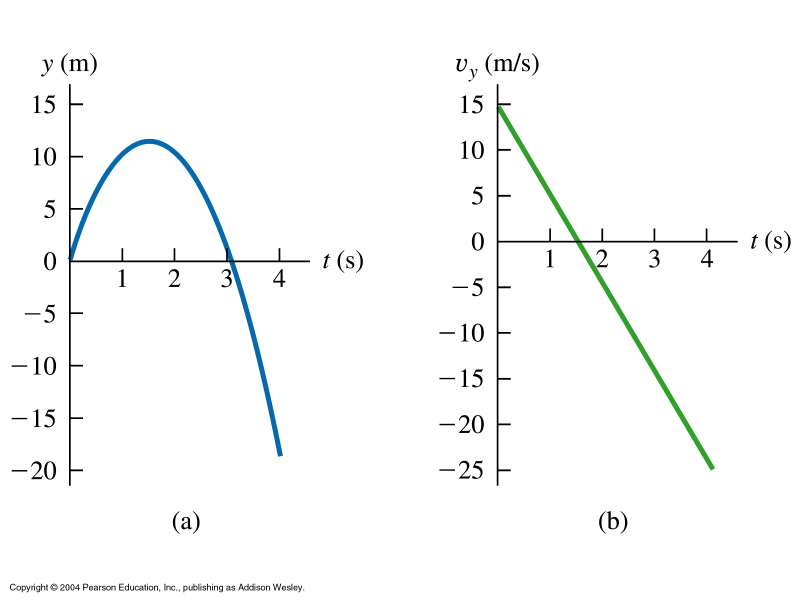 y (m)
15
10
5
0
−5
−10
−15
−20
1 2 3 4
t (s)
(a)
v_y (m/s)
15
10
5
0
−5
−10
−15
−20
−25
1 2 3 4
t (s)
(b)
Copyright © 2004 Pearson Education, Inc., publishing as Addison Wesley.